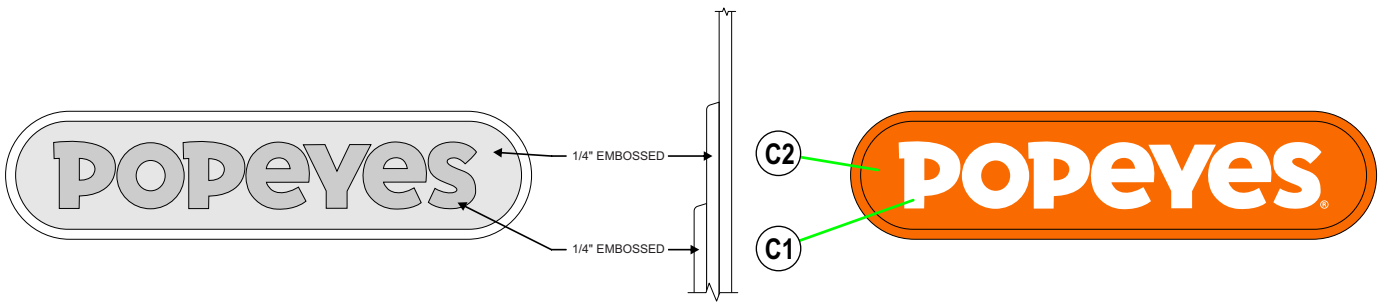 POPEYES
1/4" EMBOSSED
1/4" EMBOSSED
C2
C1
POPEYES®